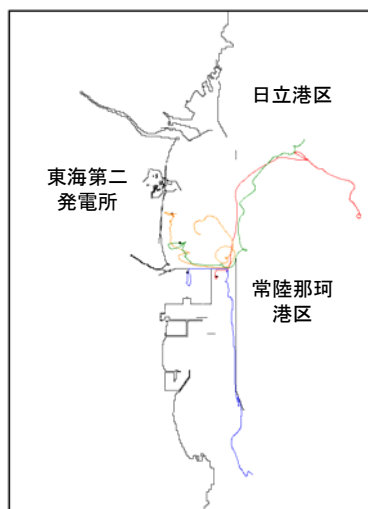 日立港区
東海第二
発電所
常陸那珂
港区